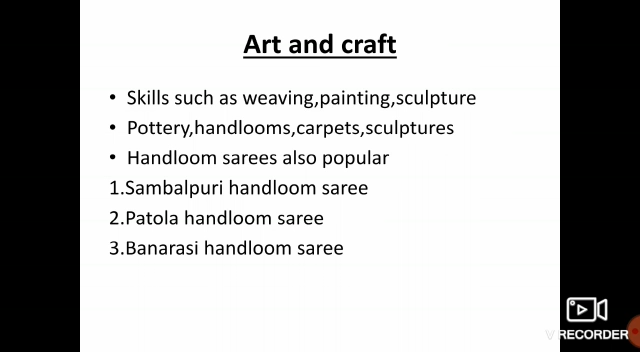 Art and craft
• Skills such as weaving,painting,sculpture
• Pottery,handlooms,carpets,sculptures
• Handloom sarees also popular
1.Sambalpuri handloom saree
2.Patola handloom saree
3.Banarasi handloom saree
V RECORDER